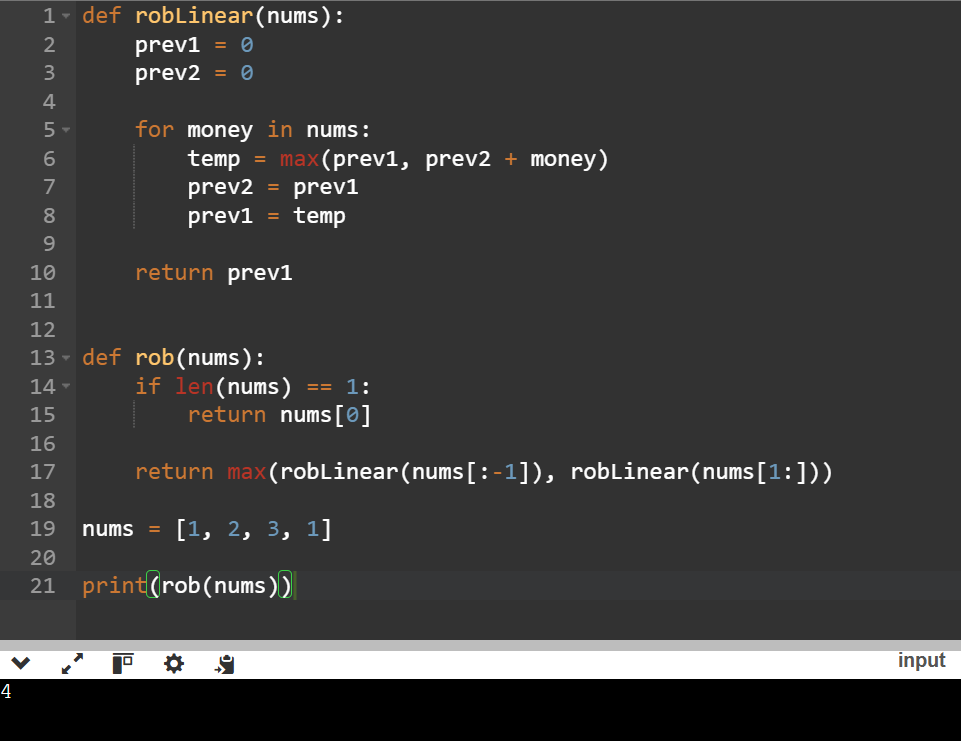 1 def robLinear(nums):
2     prev1 = 0
3     prev2 = 0
4
5     for money in nums:
6         temp = max(prev1, prev2 + money)
7         prev2 = prev1
8         prev1 = temp
9
10     return prev1
11
12
13 def rob(nums):
14     if len(nums) == 1:
15         return nums[0]
16
17     return max(robLinear(nums[:-1]), robLinear(nums[1:]))
18
19 nums = [1, 2, 3, 1]
20
21 print(rob(nums))
input
4